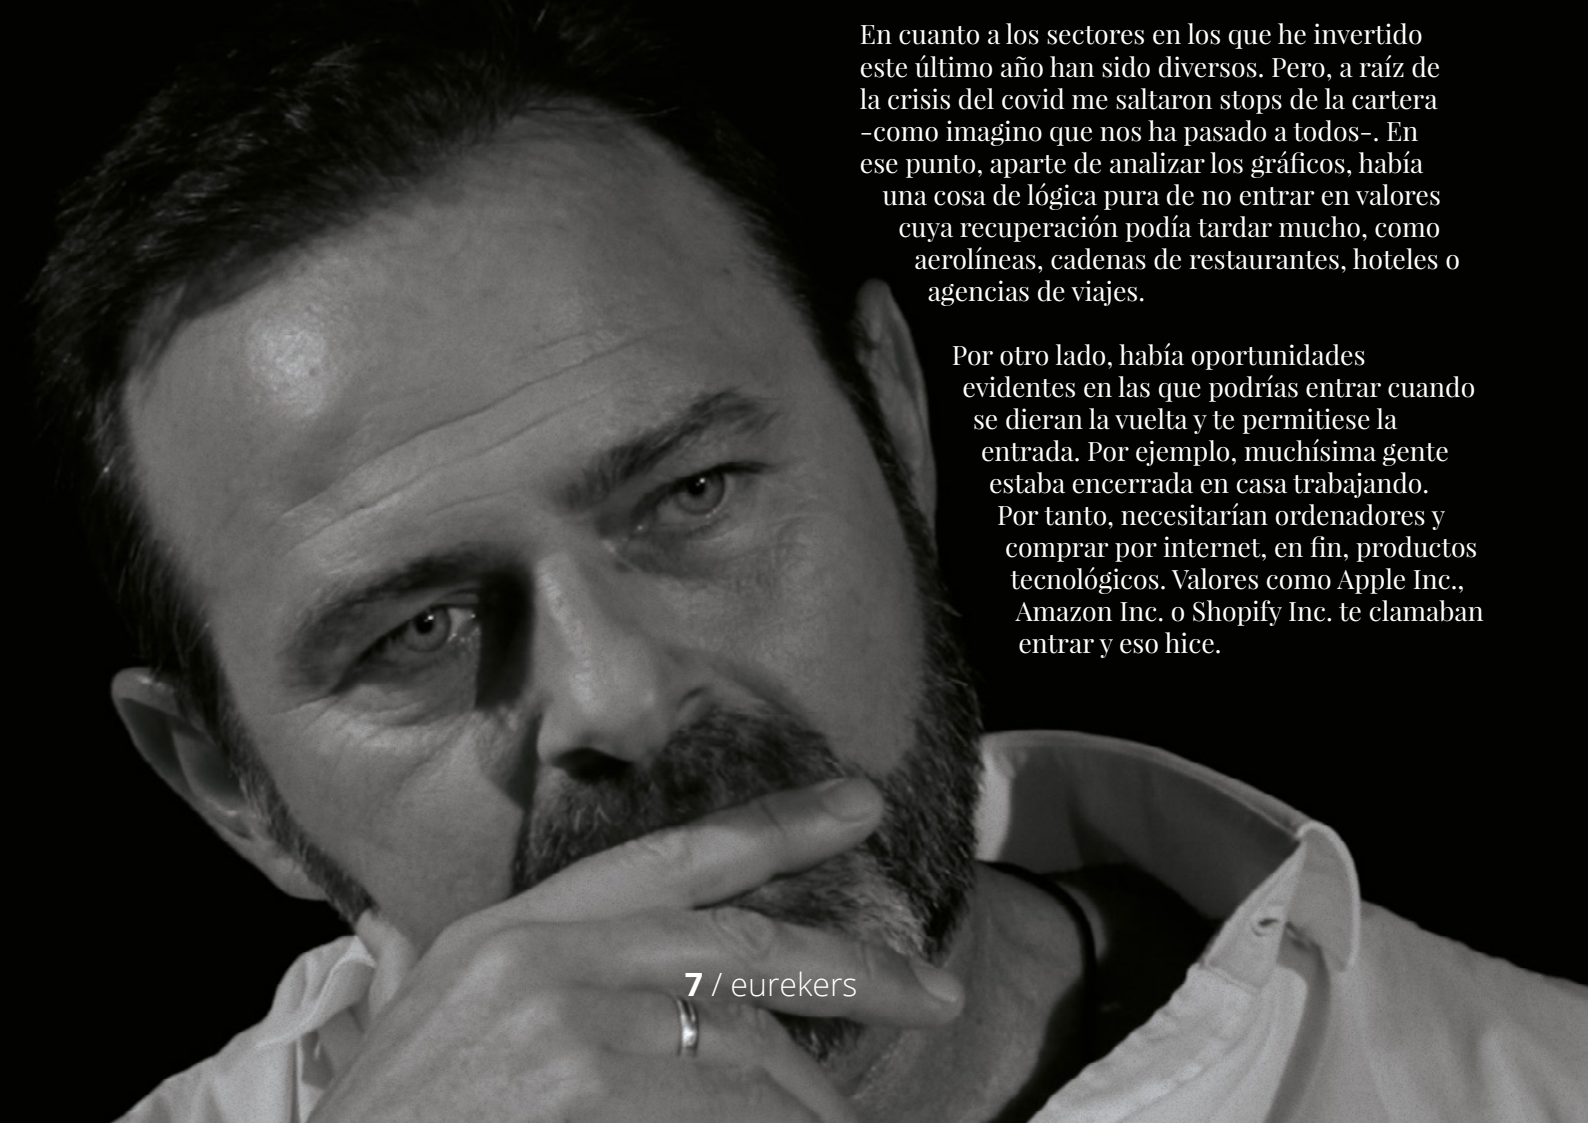 En cuanto a los sectores en los que he invertido
este último año han sido diversos. Pero, a raíz de
la crisis del covid me saltaron stops de la cartera
-como imagino que nos ha pasado a todos-. En
ese punto, aparte de analizar los gráficos, había
una cosa de lógica pura de no entrar en valores
cuya recuperación podía tardar mucho, como
aerolíneas, cadenas de restaurantes, hoteles o
agencias de viajes.
Por otro lado, había oportunidades
evidentes en las que podrías entrar cuando
se dieran la vuelta y te permitiese la
entrada. Por ejemplo, muchísima gente
estaba encerrada en casa trabajando.
Por tanto, necesitarían ordenadores y
comprar por internet, en fin, productos
tecnológicos. Valores como Apple Inc.,
Amazon Inc. o Shopify Inc. te clamaban
entrar y eso hice.
7 / eurekers